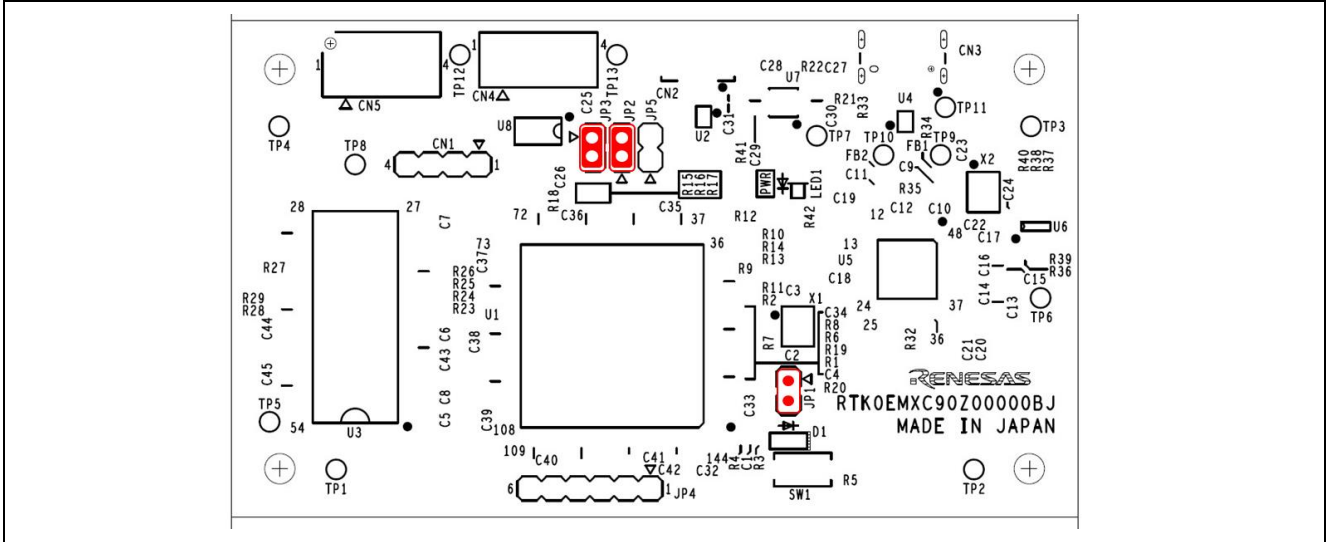 1
4
CN5
TP12
1
4
CN4
TP13
C25
JP3
JP2
JP5
CN2
C31
C28
U7
R22
C27
R21
C30
R33
CN3
U4
R34
TP11
TP4
TP8
CN1
4
1
U8
U2
R41
C29
TP7
TP10
FB2
C11
FB1
TP9
C23
C9
R35
X2
C24
TP3
R40
R38
R37
R18
C26
R15
R16
R17
PWR
LED1
R42
C19
C12
C10
12
48
C22
C17
U6
28
27
C7
72
C36
C35
37
R12
73
36
C37
R10
R14
R13
R9
13
U5
C18
C16
R39
R36
C15
R27
R29
R28
R26
R25
R24
R23
U1
R11
R2
C3
X1
C34
R8
R6
R19
R1
C4
R20
R7
C2
24
25
37
C14
C13
TP6
R32
36
C21
C20
C44
C6
C43
C38
C45
C8
C5
C39
C33
JP1
RENESAS
RTK0EMXC90Z00000BJ
MADE IN JAPAN
TP5
54
U3
108
D1
109
C40
C41
C42
C32
144
R4
C1
R3
SW1
R5
TP1
6
1
JP4
TP2